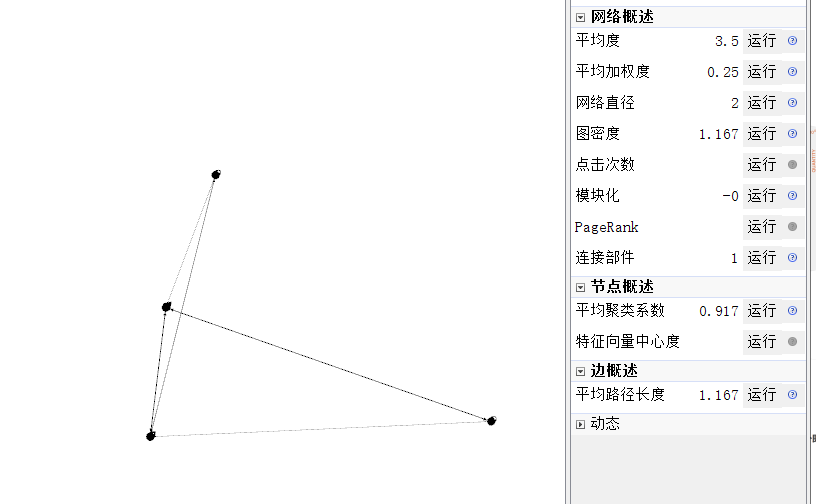 网络概述
平均度 3.5 运行
平均加权度 0.25 运行
网络直径 2 运行
图密度 1.167 运行
点击次数 运行
模块化 -0 运行
PageRank 运行
连接部件 1 运行
节点概述
平均聚类系数 0.917 运行
特征向量中心度 运行
边概述
平均路径长度 1.167 运行
动态